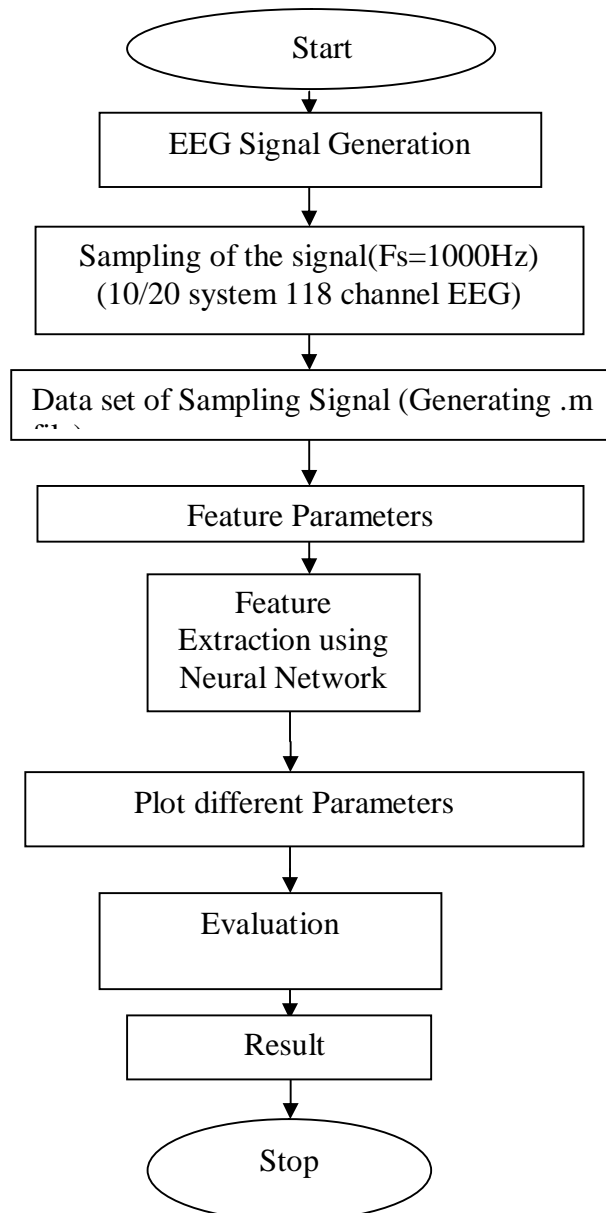 Start
EEG Signal Generation
Sampling of the signal(Fs=1000Hz)
(10/20 system 118 channel EEG)
Data set of Sampling Signal (Generating .m
file)
Feature Parameters
Feature
Extraction using
Neural Network
Plot different Parameters
Evaluation
Result
Stop